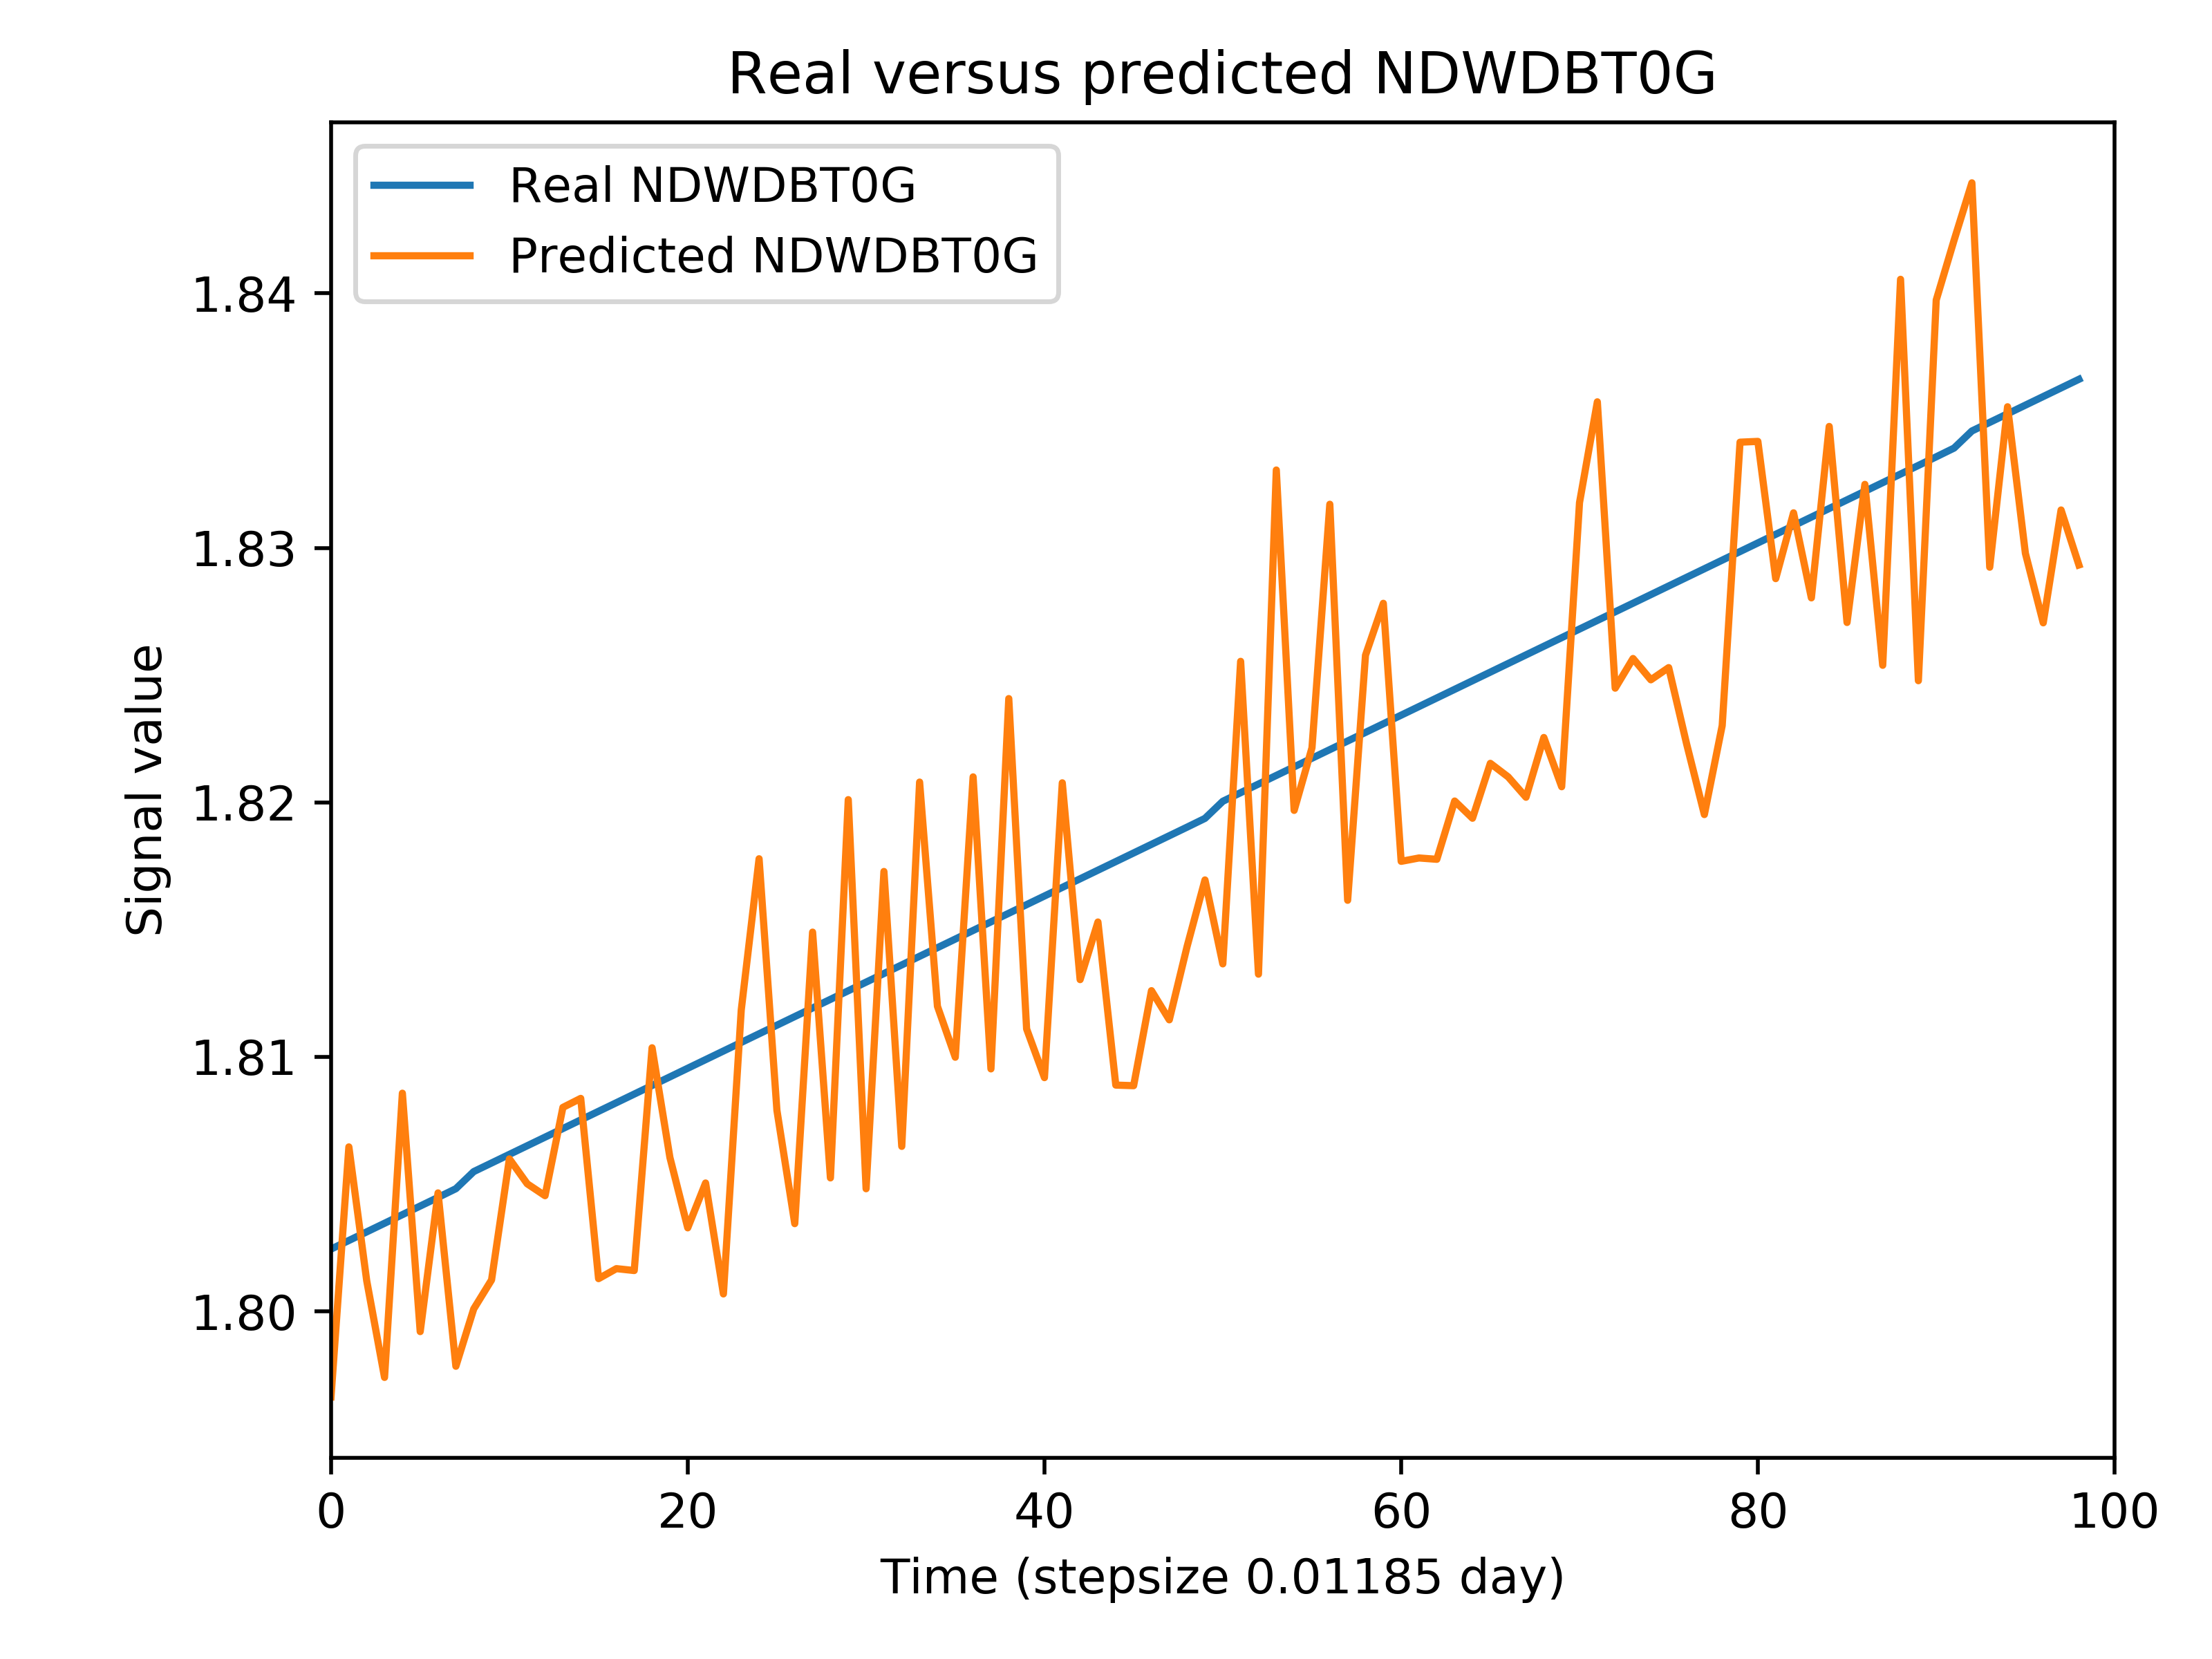 Real versus predicted NDWDBT0G
Real NDWDBT0G
Predicted NDWDBT0G
1.84
1.83
1.82
1.81
1.80
Signal value
0 20 40 60 80 100
Time (stepsize 0.01185 day)